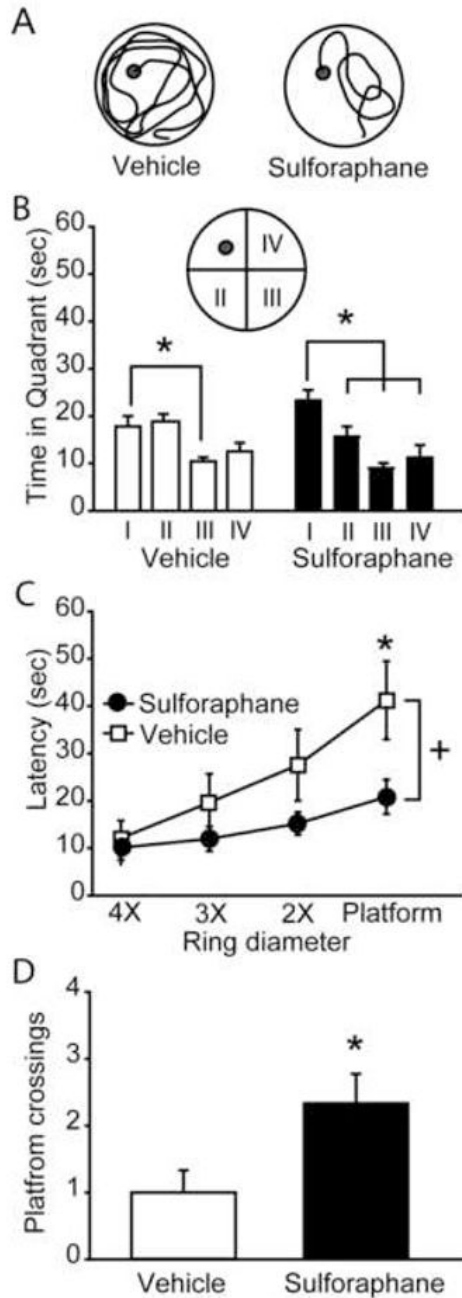 A
Vehicle
Sulforaphane
B
Time in Quadrant (sec)
60
50
40
30
20
10
0
IV
II
III
*
*
I II III IV
I II III IV
Vehicle
Sulforaphane
C
Latency (sec)
60
50
40
30
20
10
0
Sulforaphane
Vehicle
*
+
4X 3X 2X Platform
Ring diameter
D
Platfrom crossings
4
3
2
1
0
*
Vehicle
Sulforaphane